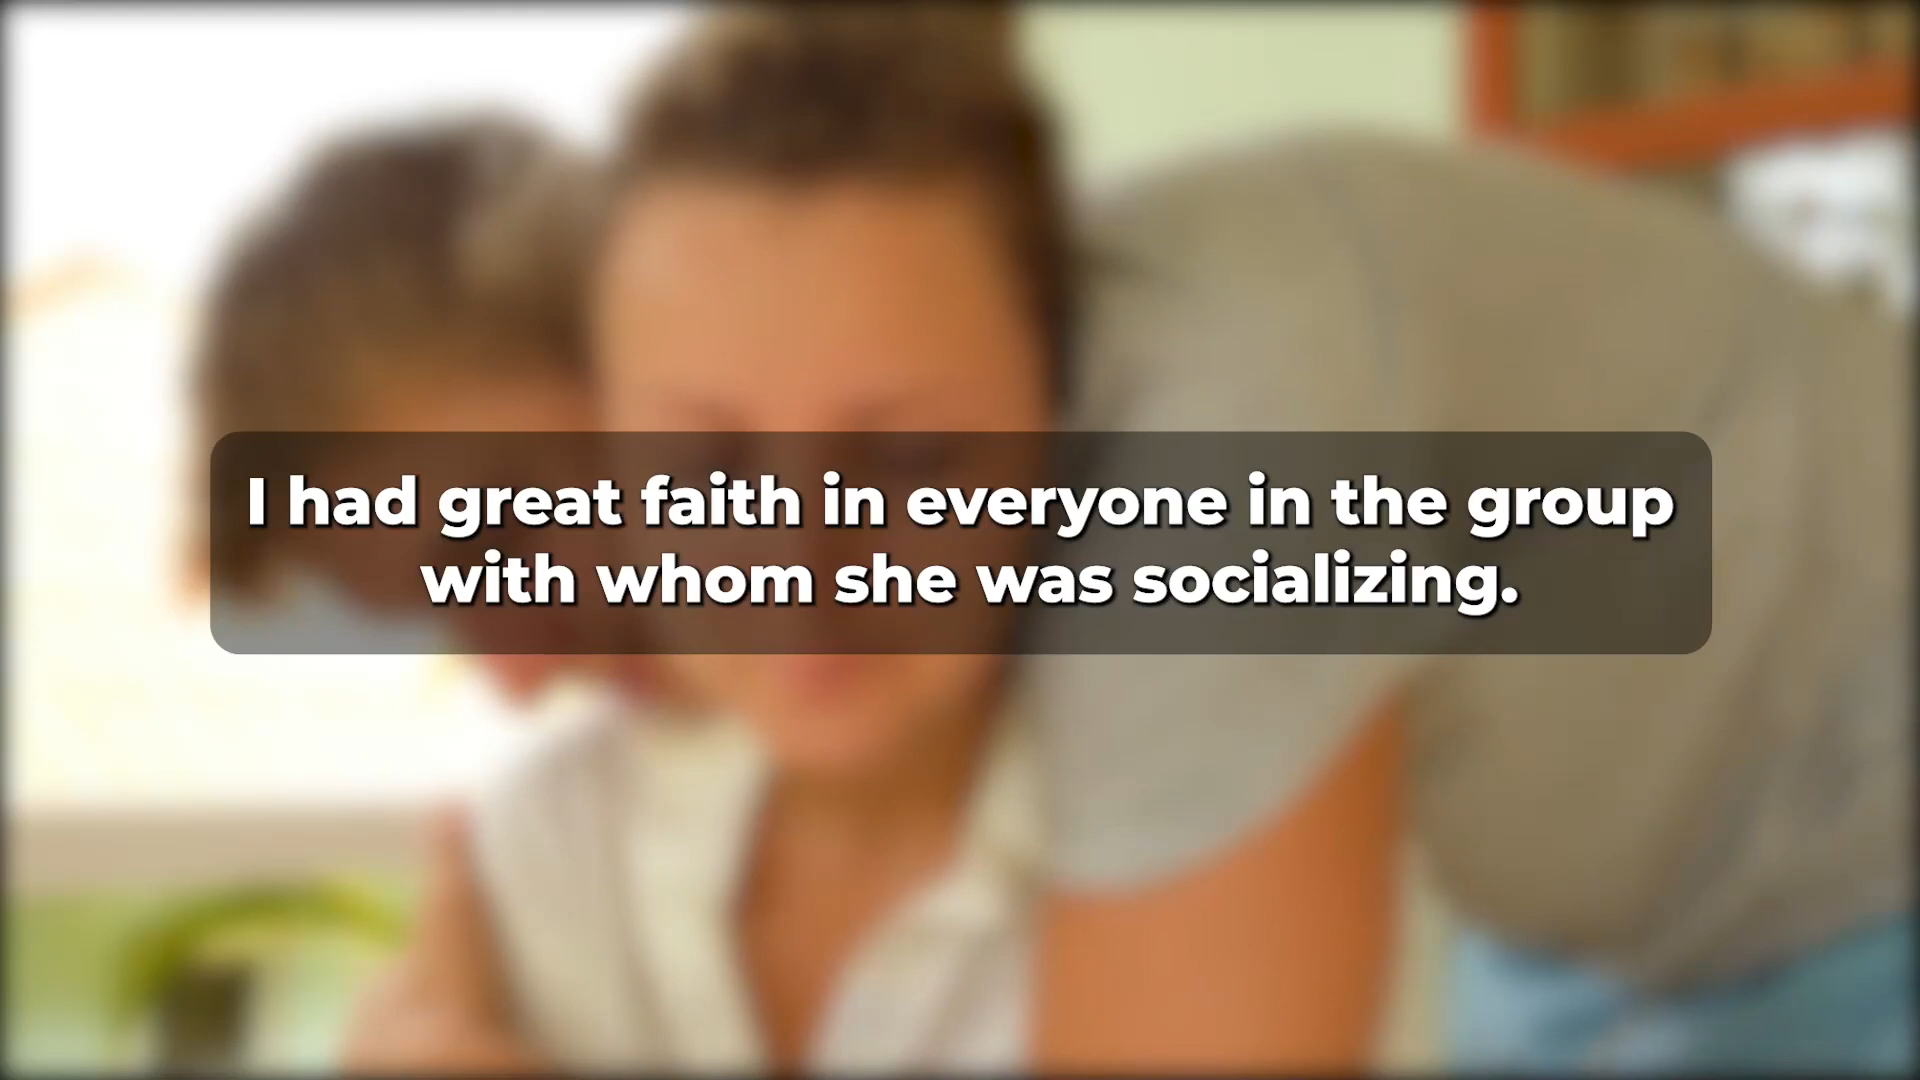 I had great faith in everyone in the group
with whom she was socializing.